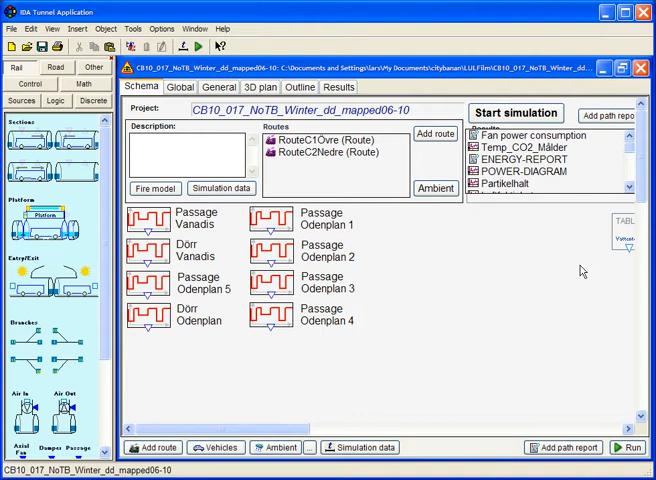 IDA Tunnel Application
File Edit Insert Object Tools Options Window Help
Rail Road Other
Control Math
Sources Logic Discrete
Sections
Platform
Platform
Entry/Exit
Branches
Air In Air Out
Axial Fan Damper Passage
CB10_017_NoTB_Winter_dd_mapped06-10: C:\Documents and Settings\lars\My Documents\citybanan\LULFilm\CB10_017_NoTB_Winter_dd...
Schema Global General 3D plan Outline Results
Project: CB10_017_NoTB_Winter_dd_mapped06-10
Start simulation
Add path repo
Description:
Routes
RouteC1Övre (Route)
RouteC2Nedre (Route)
Add route
Ambient
Fire model
Simulation data
Results
Fan power consumption
Temp_CO2_Målder
ENERGY-REPORT
POWER-DIAGRAM
Partikelhalt
TABL
Passage Vanadis
Passage Odenplan 1
Dörr Vanadis
Passage Odenplan 2
Passage Odenplan 5
Passage Odenplan 3
Dörr Odenplan
Passage Odenplan 4
Add route Vehicles Ambient ... Simulation data Add path report Run
CB10_017_NoTB_Winter_dd_mapped06-10